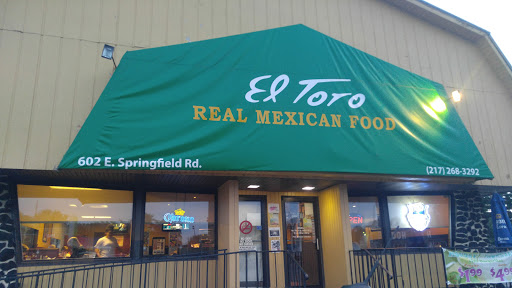 El Toro
REAL MEXICAN FOOD
602 E. Springfield Rd.
(217) 268-3292
Corona